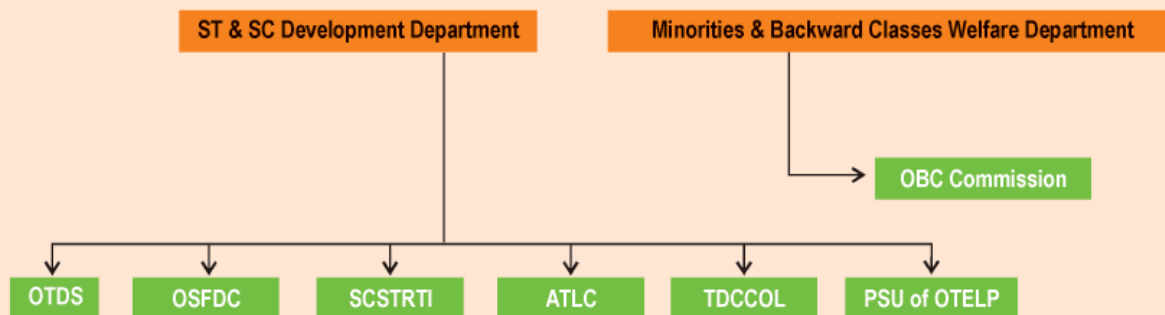 ST & SC Development Department
Minorities & Backward Classes Welfare Department
OBC Commission
OTDS
OSFDC
SCSTRTI
ATLC
TDCCOL
PSU of OTELP